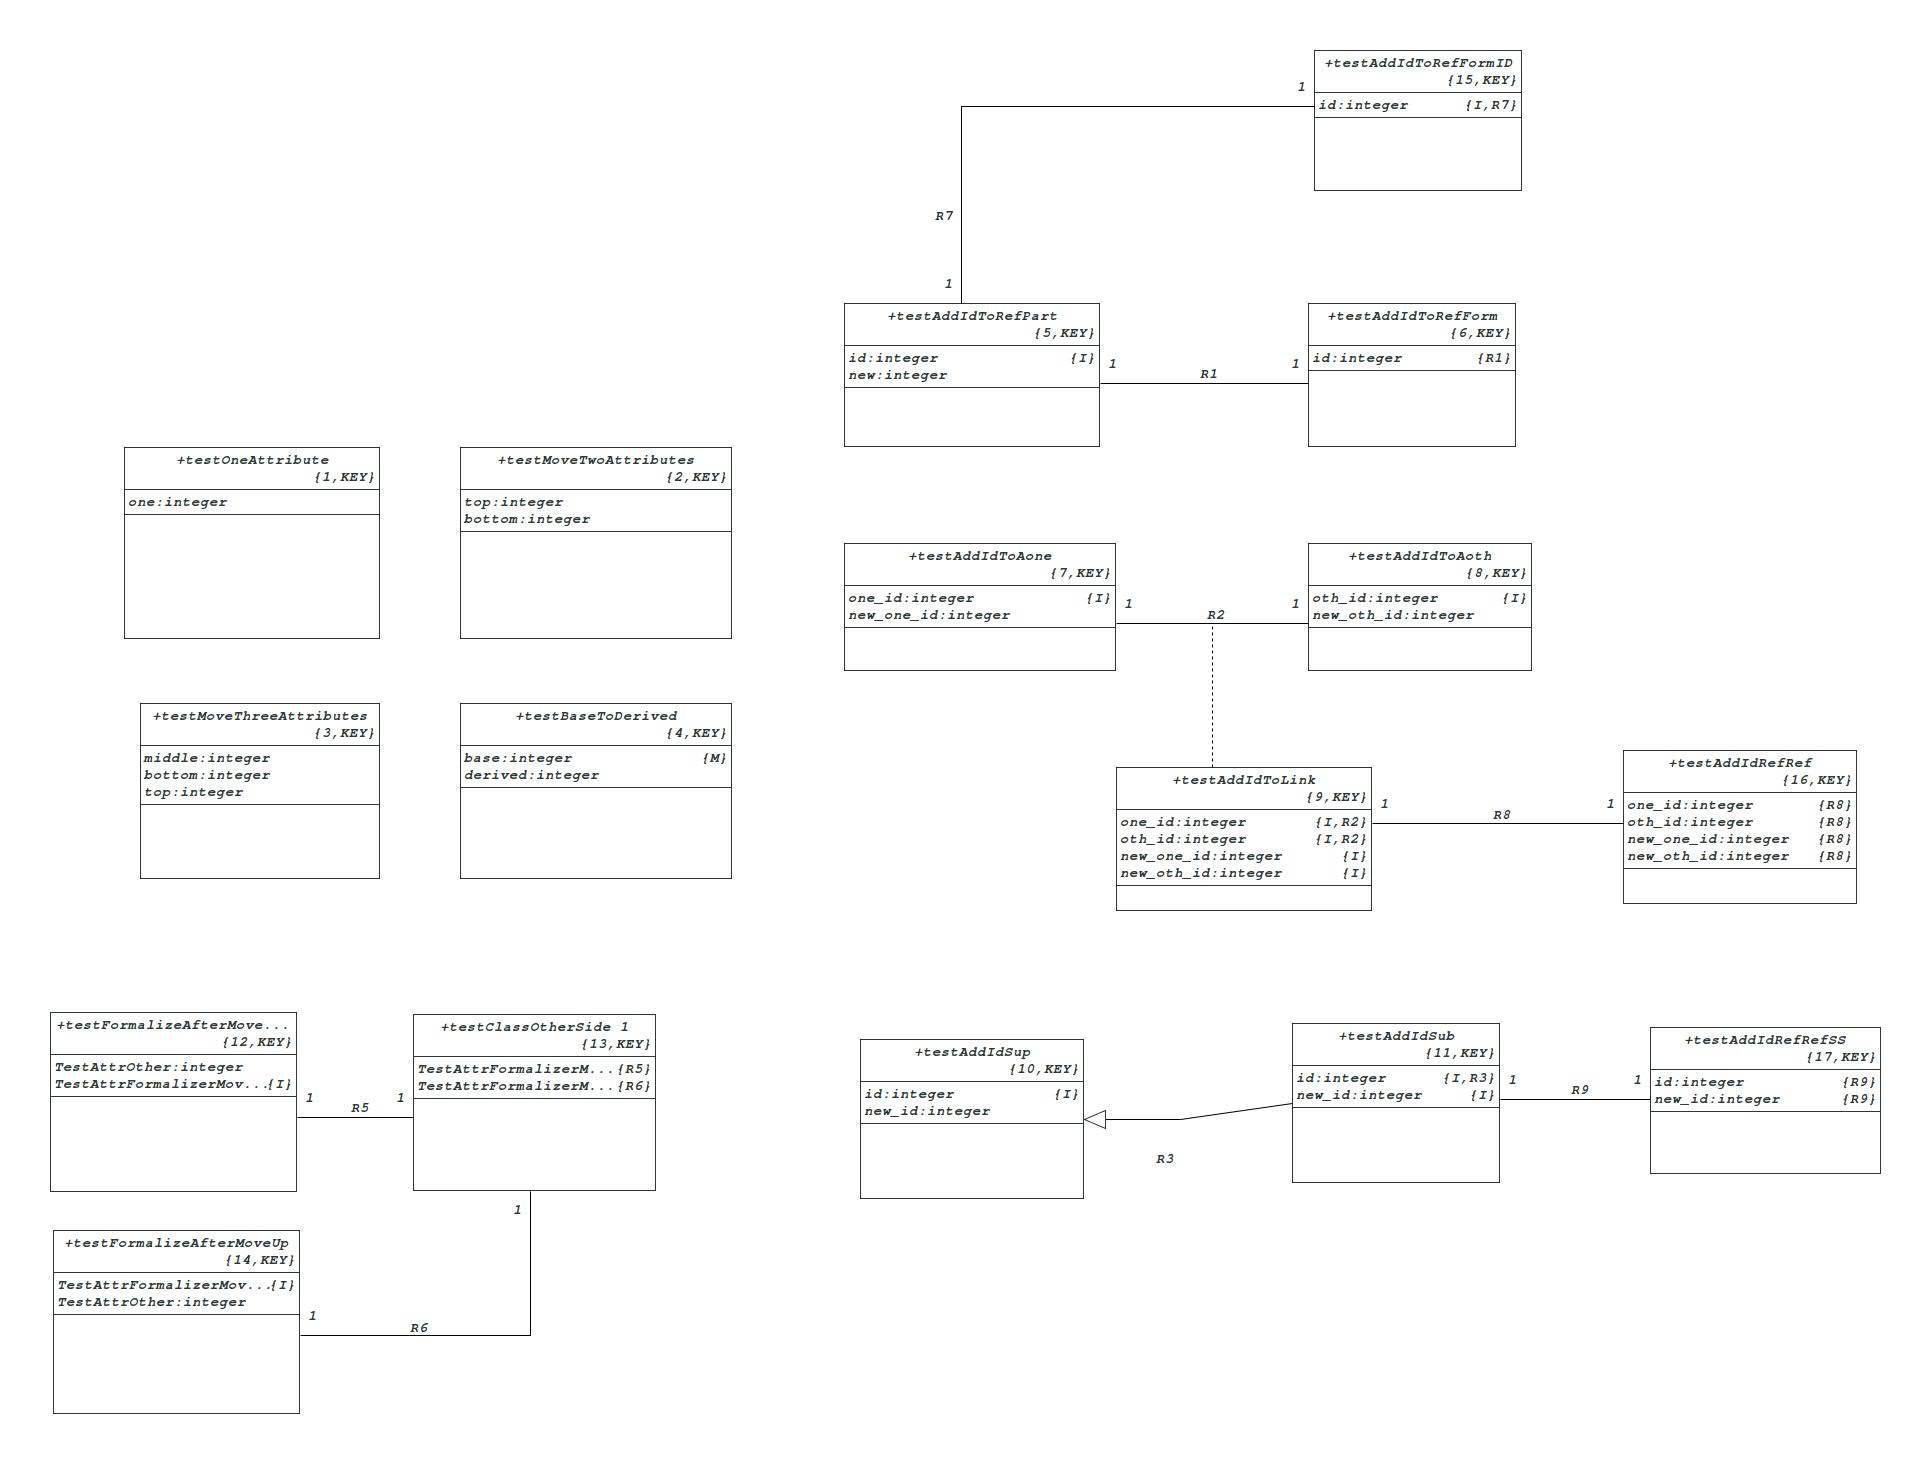 +testAddIdToRefFormID
{15,KEY}
id:integer {I,R7}
1
R7
1
+testAddIdToRefPart
{5,KEY}
id:integer {I}
new:integer
1
R1
1
+testAddIdToRefForm
{6,KEY}
id:integer {R1}
+testOneAttribute
{1,KEY}
one:integer
+testMoveTwoAttributes
{2,KEY}
top:integer
bottom:integer
+testAddIdToAone
{7,KEY}
one_id:integer {I}
new_one_id:integer
1
R2
1
+testAddIdToAoth
{8,KEY}
oth_id:integer {I}
new_oth_id:integer
+testMoveThreeAttributes
{3,KEY}
middle:integer
bottom:integer
top:integer
+testBaseToDerived
{4,KEY}
base:integer {M}
derived:integer
+testAddIdToLink
{9,KEY}
one_id:integer {I,R2}
oth_id:integer {I,R2}
new_one_id:integer {I}
new_oth_id:integer {I}
1
R8
1
+testAddIdRefRef
{16,KEY}
one_id:integer {R8}
oth_id:integer {R8}
new_one_id:integer {R8}
new_oth_id:integer {R8}
+testFormalizeAfterMove...
{12,KEY}
TestAttrOther:integer
TestAttrFormalizerMov...{I}
1
R5
1
+testClassOtherSide 1
{13,KEY}
TestAttrFormalizerM...{R5}
TestAttrFormalizerM...{R6}
1
+testFormalizeAfterMoveUp
{14,KEY}
TestAttrFormalizerMov...{I}
TestAttrOther:integer
1
R6
+testAddIdSup
{10,KEY}
id:integer {I}
new_id:integer
R3
+testAddIdSub
{11,KEY}
id:integer {I,R3}
new_id:integer {I}
1
R9
1
+testAddIdRefRefSS
{17,KEY}
id:integer {R9}
new_id:integer {R9}